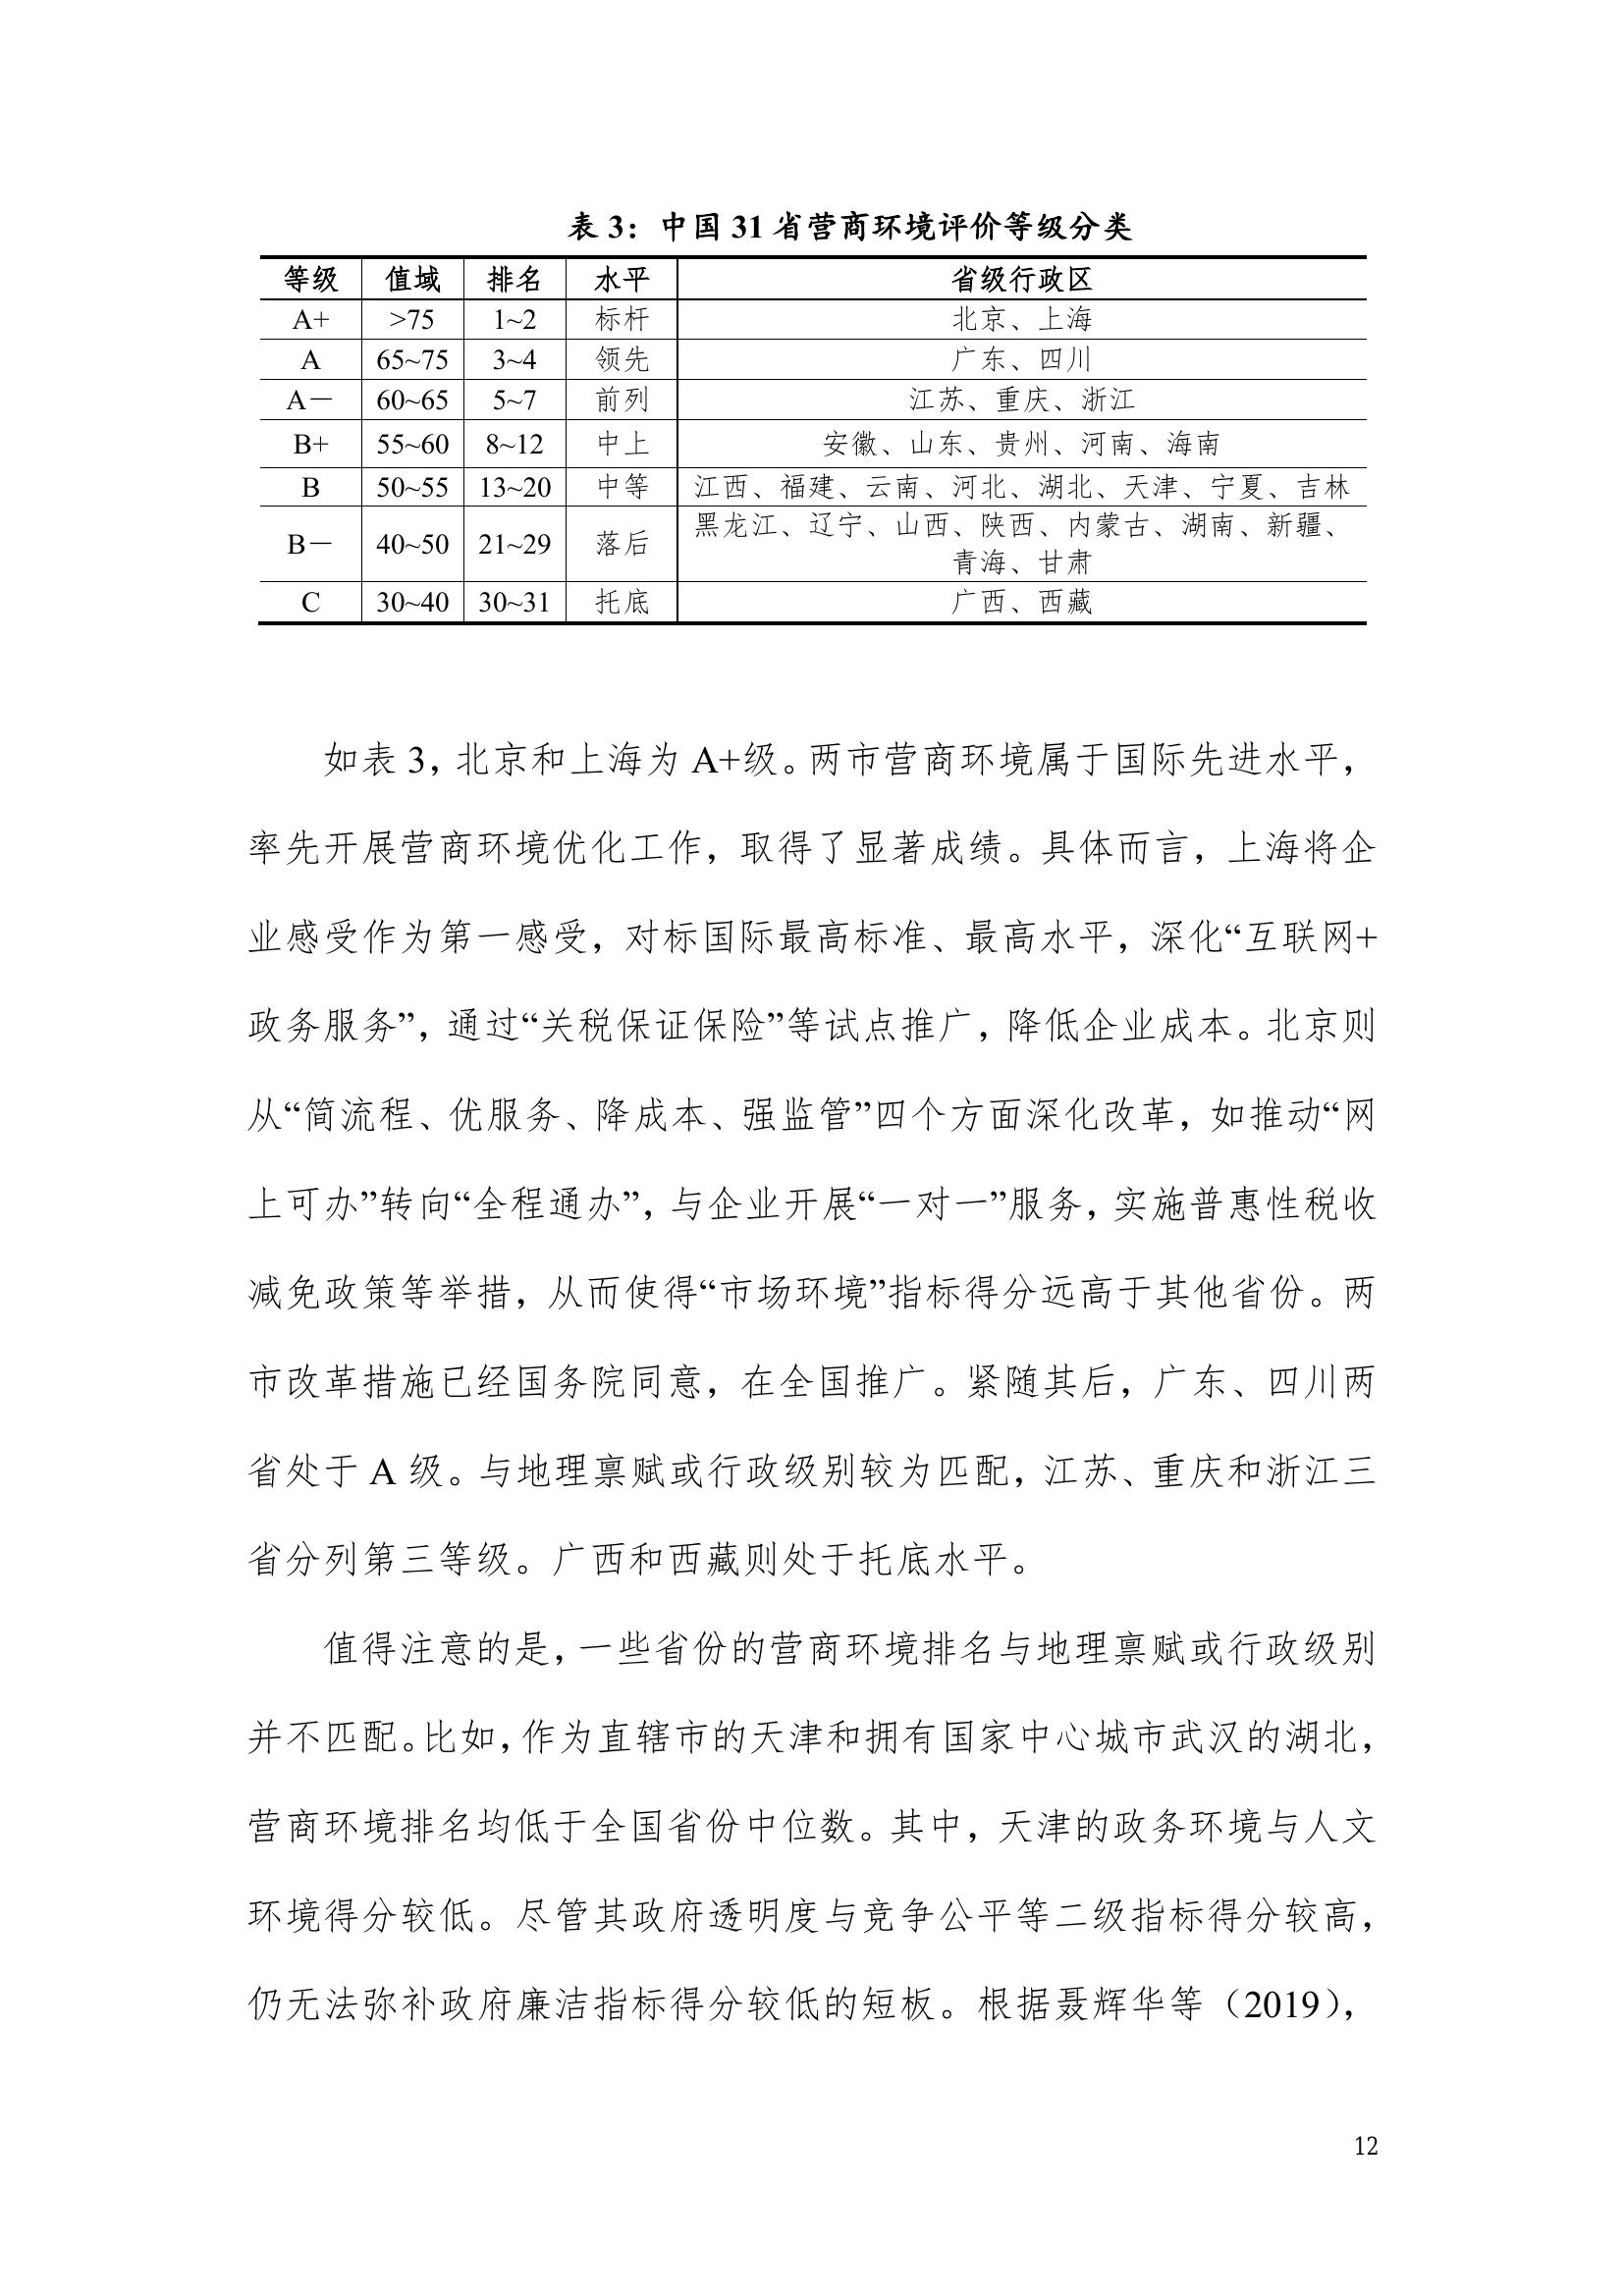 表 3：中国 31 省营商环境评价等级分类
等级 值域 排名 水平 省级行政区
A+ >75 1~2 标杆 北京、上海
A 65~75 3~4 领先 广东、四川
A－ 60~65 5~7 前列 江苏、重庆、浙江
B+ 55~60 8~12 中上 安徽、山东、贵州、河南、海南
B 50~55 13~20 中等 江西、福建、云南、河北、湖北、天津、宁夏、吉林
B－ 40~50 21~29 落后 黑龙江、辽宁、山西、陕西、内蒙古、湖南、新疆、
青海、甘肃
C 30~40 30~31 托底 广西、西藏
如表 3，北京和上海为 A+级。两市营商环境属于国际先进水平，
率先开展营商环境优化工作，取得了显著成绩。具体而言，上海将企
业感受作为第一感受，对标国际最高标准、最高水平，深化“互联网+
政务服务”，通过“关税保证保险”等试点推广，降低企业成本。北京则
从“简流程、优服务、降成本、强监管”四个方面深化改革，如推动“网
上可办”转向“全程通办”，与企业开展“一对一”服务，实施普惠性税收
减免政策等举措，从而使得“市场环境”指标得分远高于其他省份。两
市改革措施已经国务院同意，在全国推广。紧随其后，广东、四川两
省处于 A 级。与地理禀赋或行政级别较为匹配，江苏、重庆和浙江三
省分列第三等级。广西和西藏则处于托底水平。
值得注意的是，一些省份的营商环境排名与地理禀赋或行政级别
并不匹配。比如，作为直辖市的天津和拥有国家中心城市武汉的湖北，
营商环境排名均低于全国省份中位数。其中，天津的政务环境与人文
环境得分较低。尽管其政府透明度与竞争公平等二级指标得分较高，
仍无法弥补政府廉洁指标得分较低的短板。根据聂辉华等（2019），
12